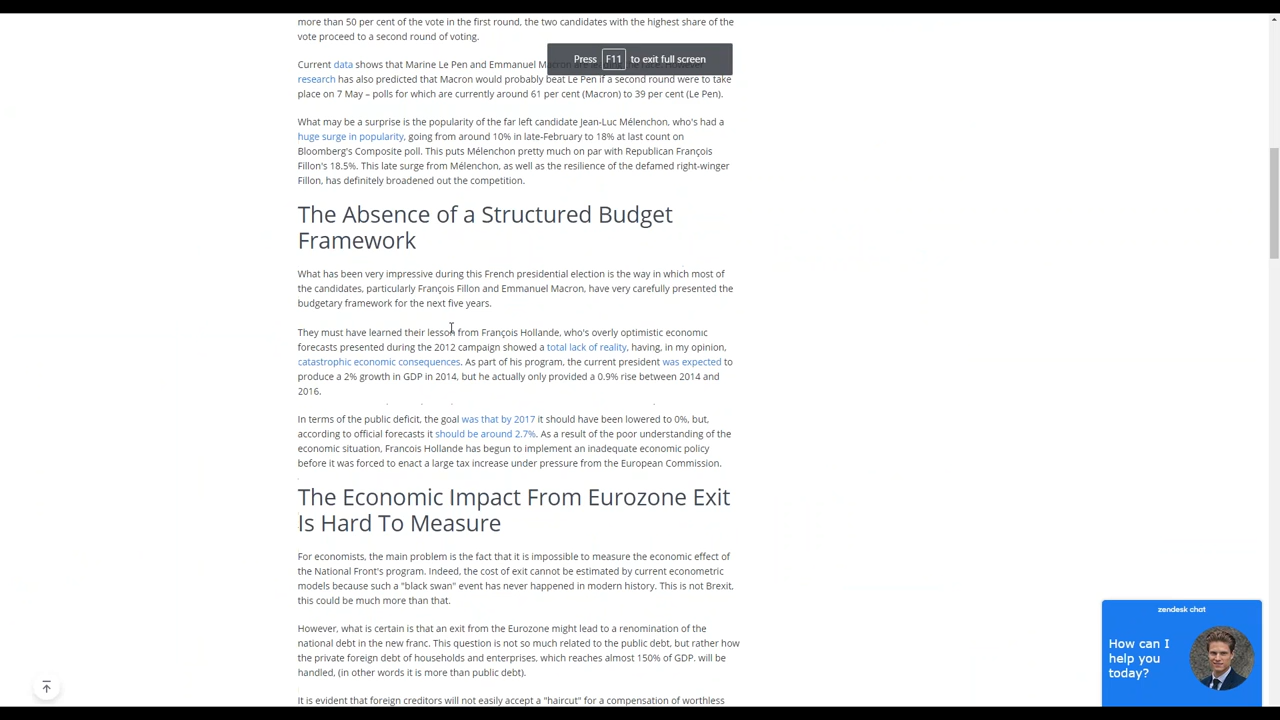 more than 50 per cent of the vote in the first round, the two candidates with the highest share of the
vote proceed to a second round of voting.
Press F11 to exit full screen
Current data shows that Marine Le Pen and Emmanuel
research has also predicted that Macron would probably beat Le Pen if a second round were to take
place on 7 May – polls for which are currently around 61 per cent (Macron) to 39 per cent (Le Pen).
What may be a surprise is the popularity of the far left candidate Jean-Luc Mélenchon, who's had a
huge surge in popularity, going from around 10% in late-February to 18% at last count on
Bloomberg's Composite poll. This puts Mélenchon pretty much on par with Republican François
Fillon's 18.5%. This late surge from Mélenchon, as well as the resilience of the defamed right-winger
Fillon, has definitely broadened out the competition.
The Absence of a Structured Budget
Framework
What has been very impressive during this French presidential election is the way in which most of
the candidates, particularly François Fillon and Emmanuel Macron, have very carefully presented the
budgetary framework for the next five years.
They must have learned their lesson from François Hollande, who's overly optimistic economic
forecasts presented during the 2012 campaign showed a total lack of reality, having, in my opinion,
catastrophic economic consequences. As part of his program, the current president was expected to
produce a 2% growth in GDP in 2014, but he actually only provided a 0.9% rise between 2014 and
2016.
In terms of the public deficit, the goal was that by 2017 it should have been lowered to 0%, but,
according to official forecasts it should be around 2.7%. As a result of the poor understanding of the
economic situation, Francois Hollande has begun to implement an inadequate economic policy
before it was forced to enact a large tax increase under pressure from the European Commission.
The Economic Impact From Eurozone Exit
Is Hard To Measure
For economists, the main problem is the fact that it is impossible to measure the economic effect of
the National Front's program. Indeed, the cost of exit cannot be estimated by current econometric
models because such a "black swan" event has never happened in modern history. This is not Brexit,
this could be much more than that.
However, what is certain is that an exit from the Eurozone might lead to a renomination of the
national debt in the new franc. This question is not so much related to the public debt, but rather how
the private foreign debt of households and enterprises, which reaches almost 150% of GDP. will be
handled, (in other words it is more than public debt).
It is evident that foreign creditors will not easily accept a "haircut" for a compensation of worthless
zendesk chat
How can I
help you
today?